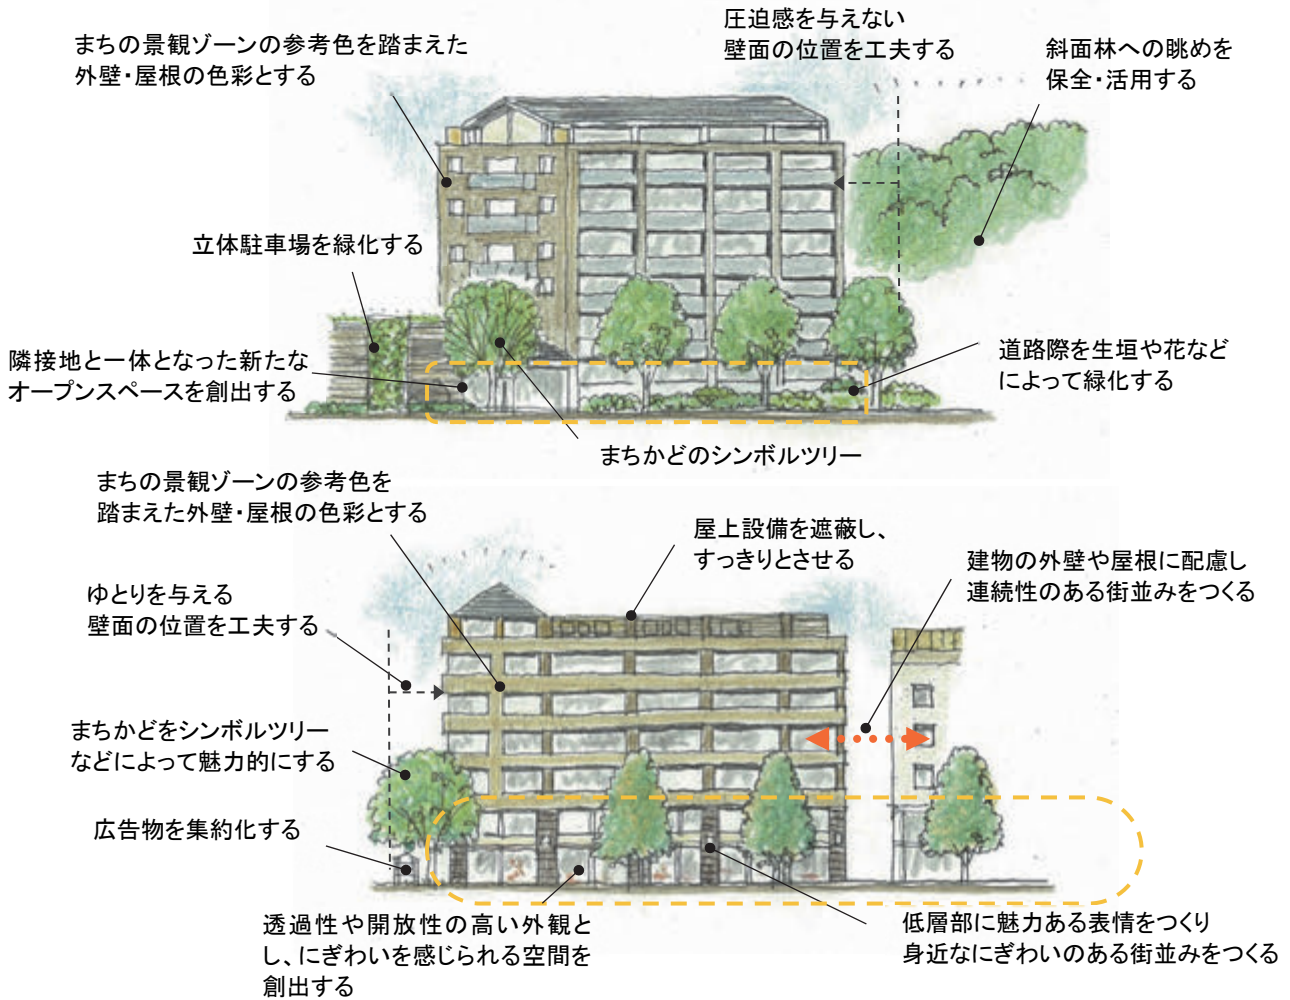 圧迫感を与えない
壁面の位置を工夫する
まちの景観ゾーンの参考色を踏まえた
外壁・屋根の色彩とする
斜面林への眺めを
保全・活用する
立体駐車場を緑化する
隣接地と一体となった新たな
オープンスペースを創出する
道路際を生垣や花など
によって緑化する
まちかどのシンボルツリー
まちの景観ゾーンの参考色を
踏まえた外壁・屋根の色彩とする
屋上設備を遮蔽し、
すっきりとさせる
建物の外壁や屋根に配慮し
連続性のある街並みをつくる
ゆとりを与える
壁面の位置を工夫する
まちかどをシンボルツリー
などによって魅力的にする
広告物を集約化する
透過性や開放性の高い外観と
し、にぎわいを感じられる空間を
創出する
低層部に魅力ある表情をつくり
身近なにぎわいのある街並みをつくる